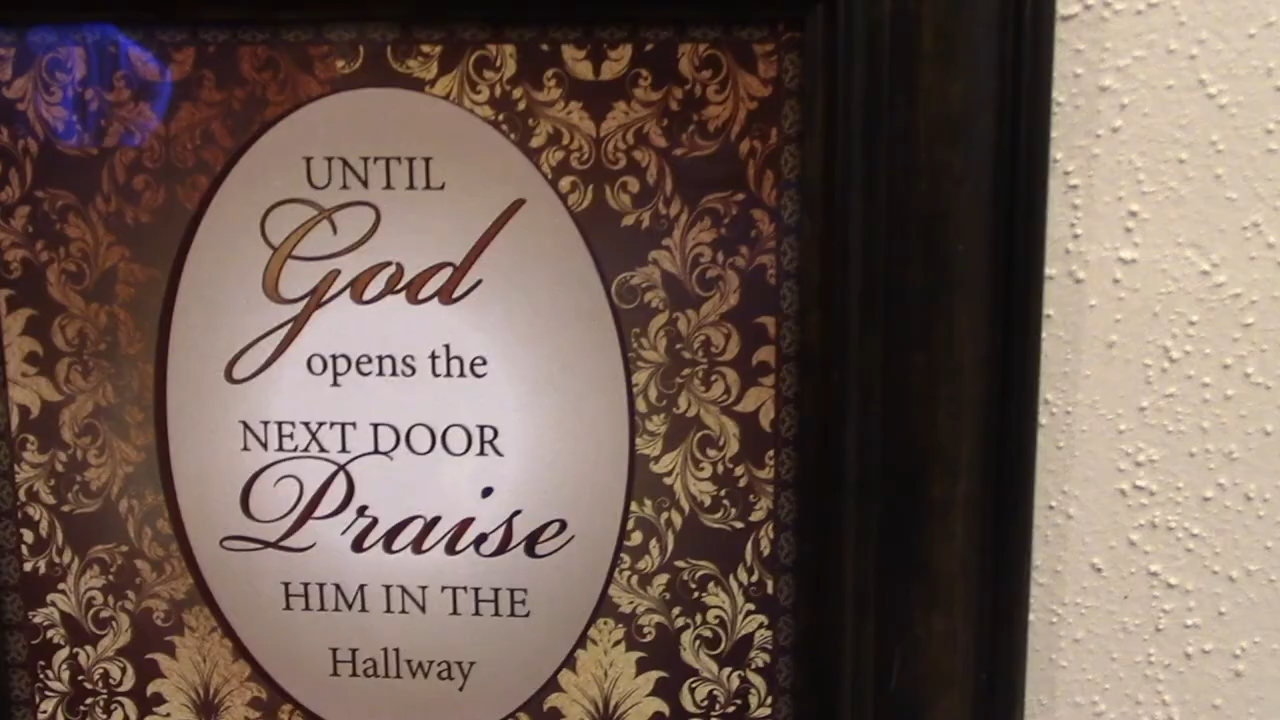 UNTIL
God
opens the
NEXT DOOR
Praise
HIM IN THE
Hallway